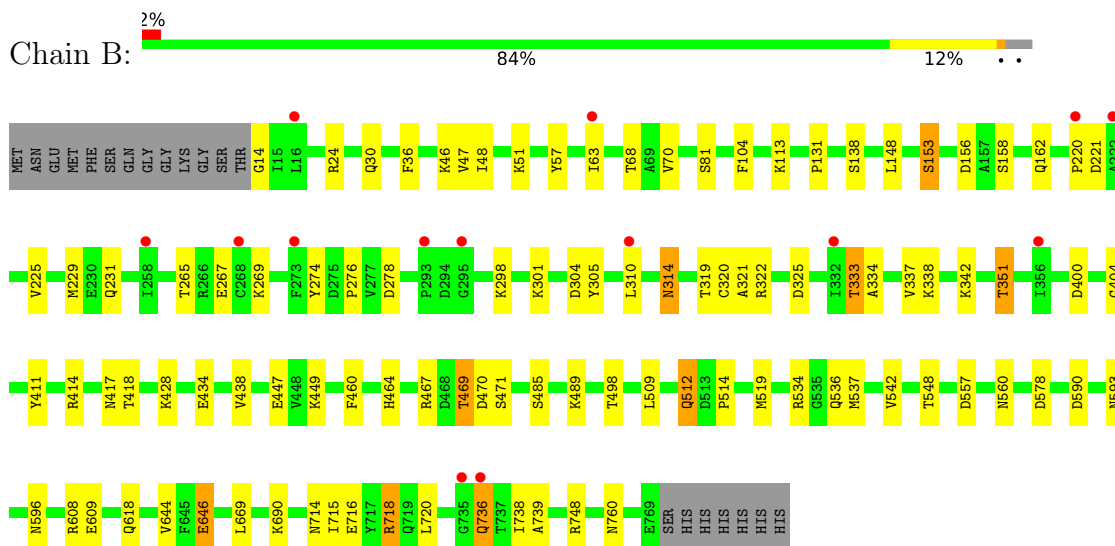 2%
Chain B:
84% 12% • •
MET ASN GLU MET PHE SER GLN GLY GLY LYS GLY SER THR G14 I15 L16 R24 Q30 F36 K46 V47 I48 K51 Y57 I63 T68 A69 V70 S81 F104 K113 P131 S138 L148 S153 D156 A157 S158 Q162 P220 D221 A222
V225 M229 E230 Q231 I258 T265 R266 E267 C268 K269 F273 Y274 D275 P276 V277 D278 P293 D294 G295 K298 K301 D304 Y305 L310 N314 T319 C320 A321 R322 D325 I332 T333 A334 V337 K338 K342 T351 I356 D400
Y411 R414 N417 T418 K428 E434 V438 E447 V448 K449 F460 H464 R467 D468 T469 D470 S471 S485 K489 T498 L509 Q512 D513 P514 M519 R534 G535 Q536 M537 V542 T548 D557 N560 D578 D590 N593
N596 R608 E609 Q618 V644 F645 E646 L669 K690 N714 I715 E716 Y717 R718 Q719 L720 G735 Q736 T737 I738 A739 R748 N760 E769 SER HIS HIS HIS HIS HIS HIS